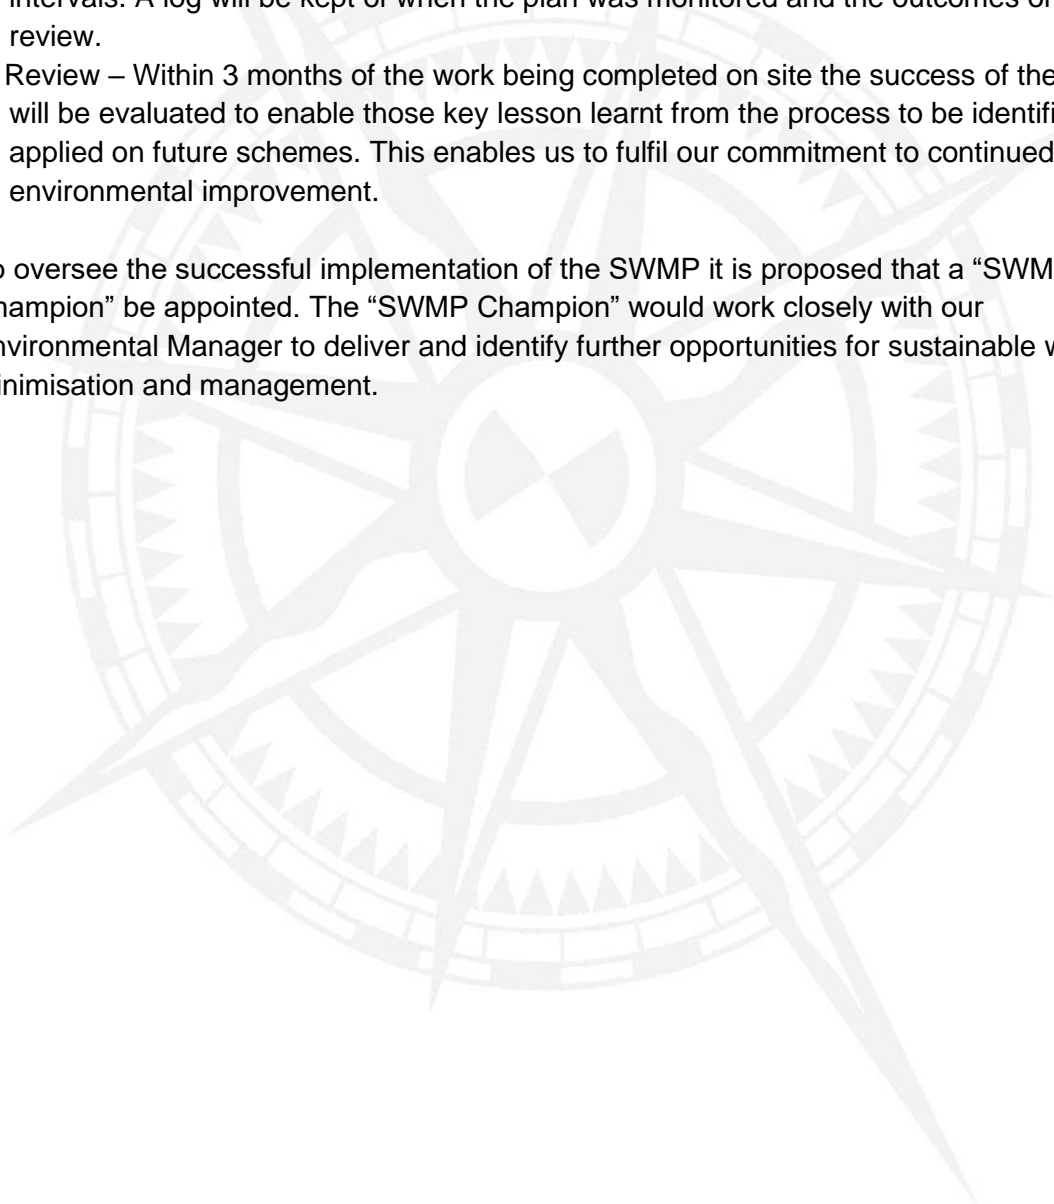 intervals. A log will be kept of when the plan was monitored and the outcomes of
review.
Review – Within 3 months of the work being completed on site the success of the
will be evaluated to enable those key lesson learnt from the process to be identifi
applied on future schemes. This enables us to fulfil our commitment to continued
environmental improvement.
o oversee the successful implementation of the SWMP it is proposed that a “SWM
hampion” be appointed. The “SWMP Champion” would work closely with our
nvironmental Manager to deliver and identify further opportunities for sustainable w
inimisation and management.